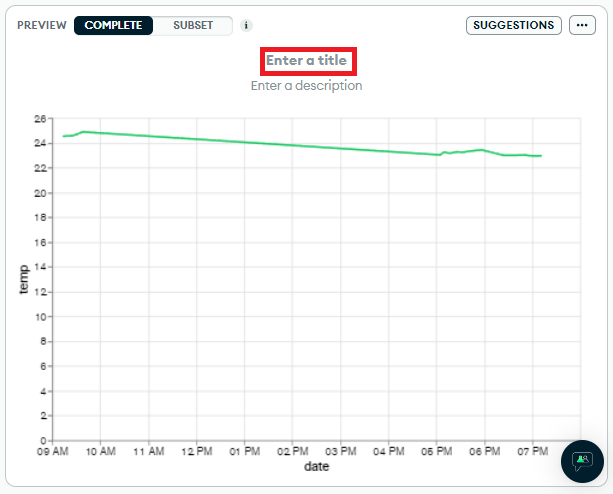 PREVIEW COMPLETE SUBSET i SUGGESTIONS ...
Enter a title
Enter a description
26
24
22
20
18
16
14
12
10
8
6
4
2
0
temp
09 AM 10 AM 11 AM 12 PM 01 PM 02 PM 03 PM 04 PM 05 PM 06 PM 07 PM
date